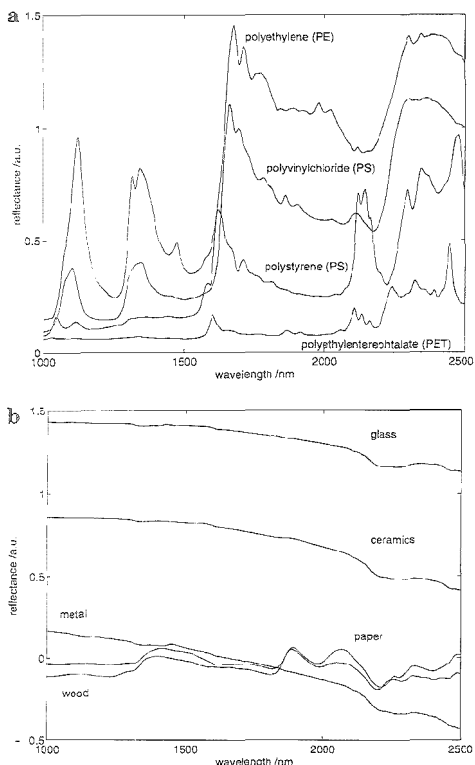 a
1.5
polyethylene (PE)
1
polyvinylchloride (PS)
reflectance /a.u.
0.5
polystyrene (PS)
polyethylenterephtalate (PET)
0
1000 1500 2000 2500
wavelength /nm
b
1.5
glass
1
ceramics
reflectance /a.u.
0.5
metal
paper
0
wood
-0.5
1000 1500 2000 2500
wavelength /nm